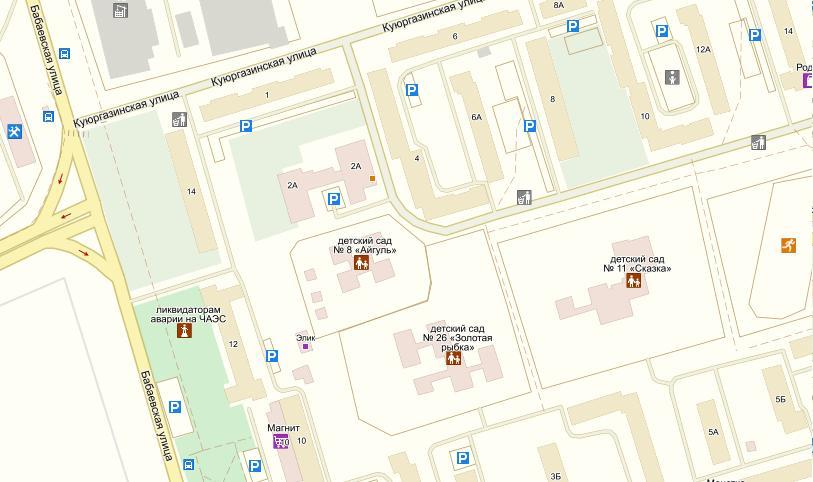 Бабаевская улица
Куюргазинская улица
Куюргазинская улица
Куюргазинская улица
8А
14
12А
6
Род
P
P
P
P
1
P
P
6А
8
10
4
14
2А
2А
P
детский сад
№ 8 «Айгуль»
детский сад
№ 11 «Сказка»
ликвидаторам
аварии на ЧАЭС
12
Элик
P
детский сад
№ 26 «Золотая
рыбка»
Бабаевская улица
P
Магнит
10
10
5Б
5А
P
P
3Б